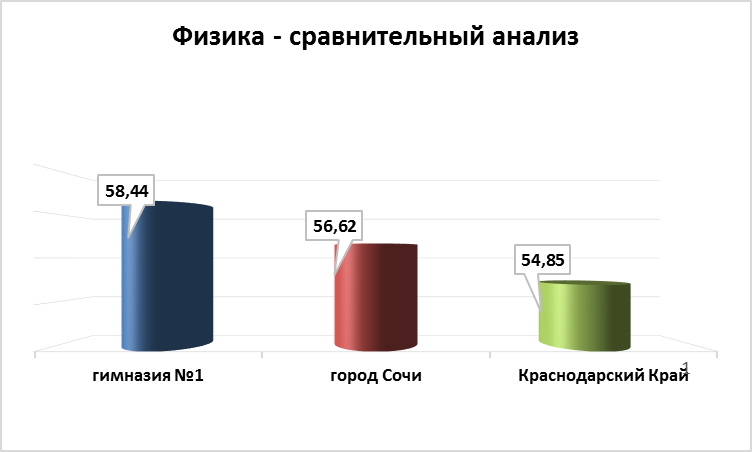 Физика - сравнительный анализ
58,44
56,62
54,85
гимназия №1
город Сочи
Краснодарский Край
1